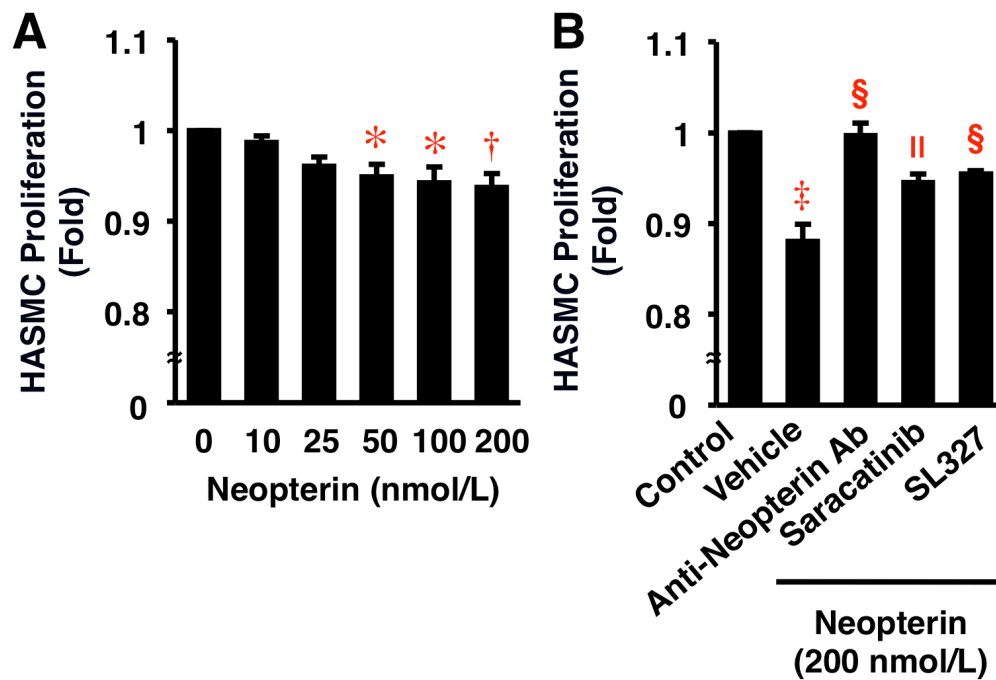 A
HASMC Proliferation
(Fold)
1.1
1
0.9
0.8
≈
0
* * †
0 10 25 50 100 200
Neopterin (nmol/L)
B
HASMC Proliferation
(Fold)
1.1
1
0.9
0.8
≈
0
‡ § || §
Control
Vehicle
Anti-Neopterin Ab
Saracatinib
SL327
Neopterin
(200 nmol/L)